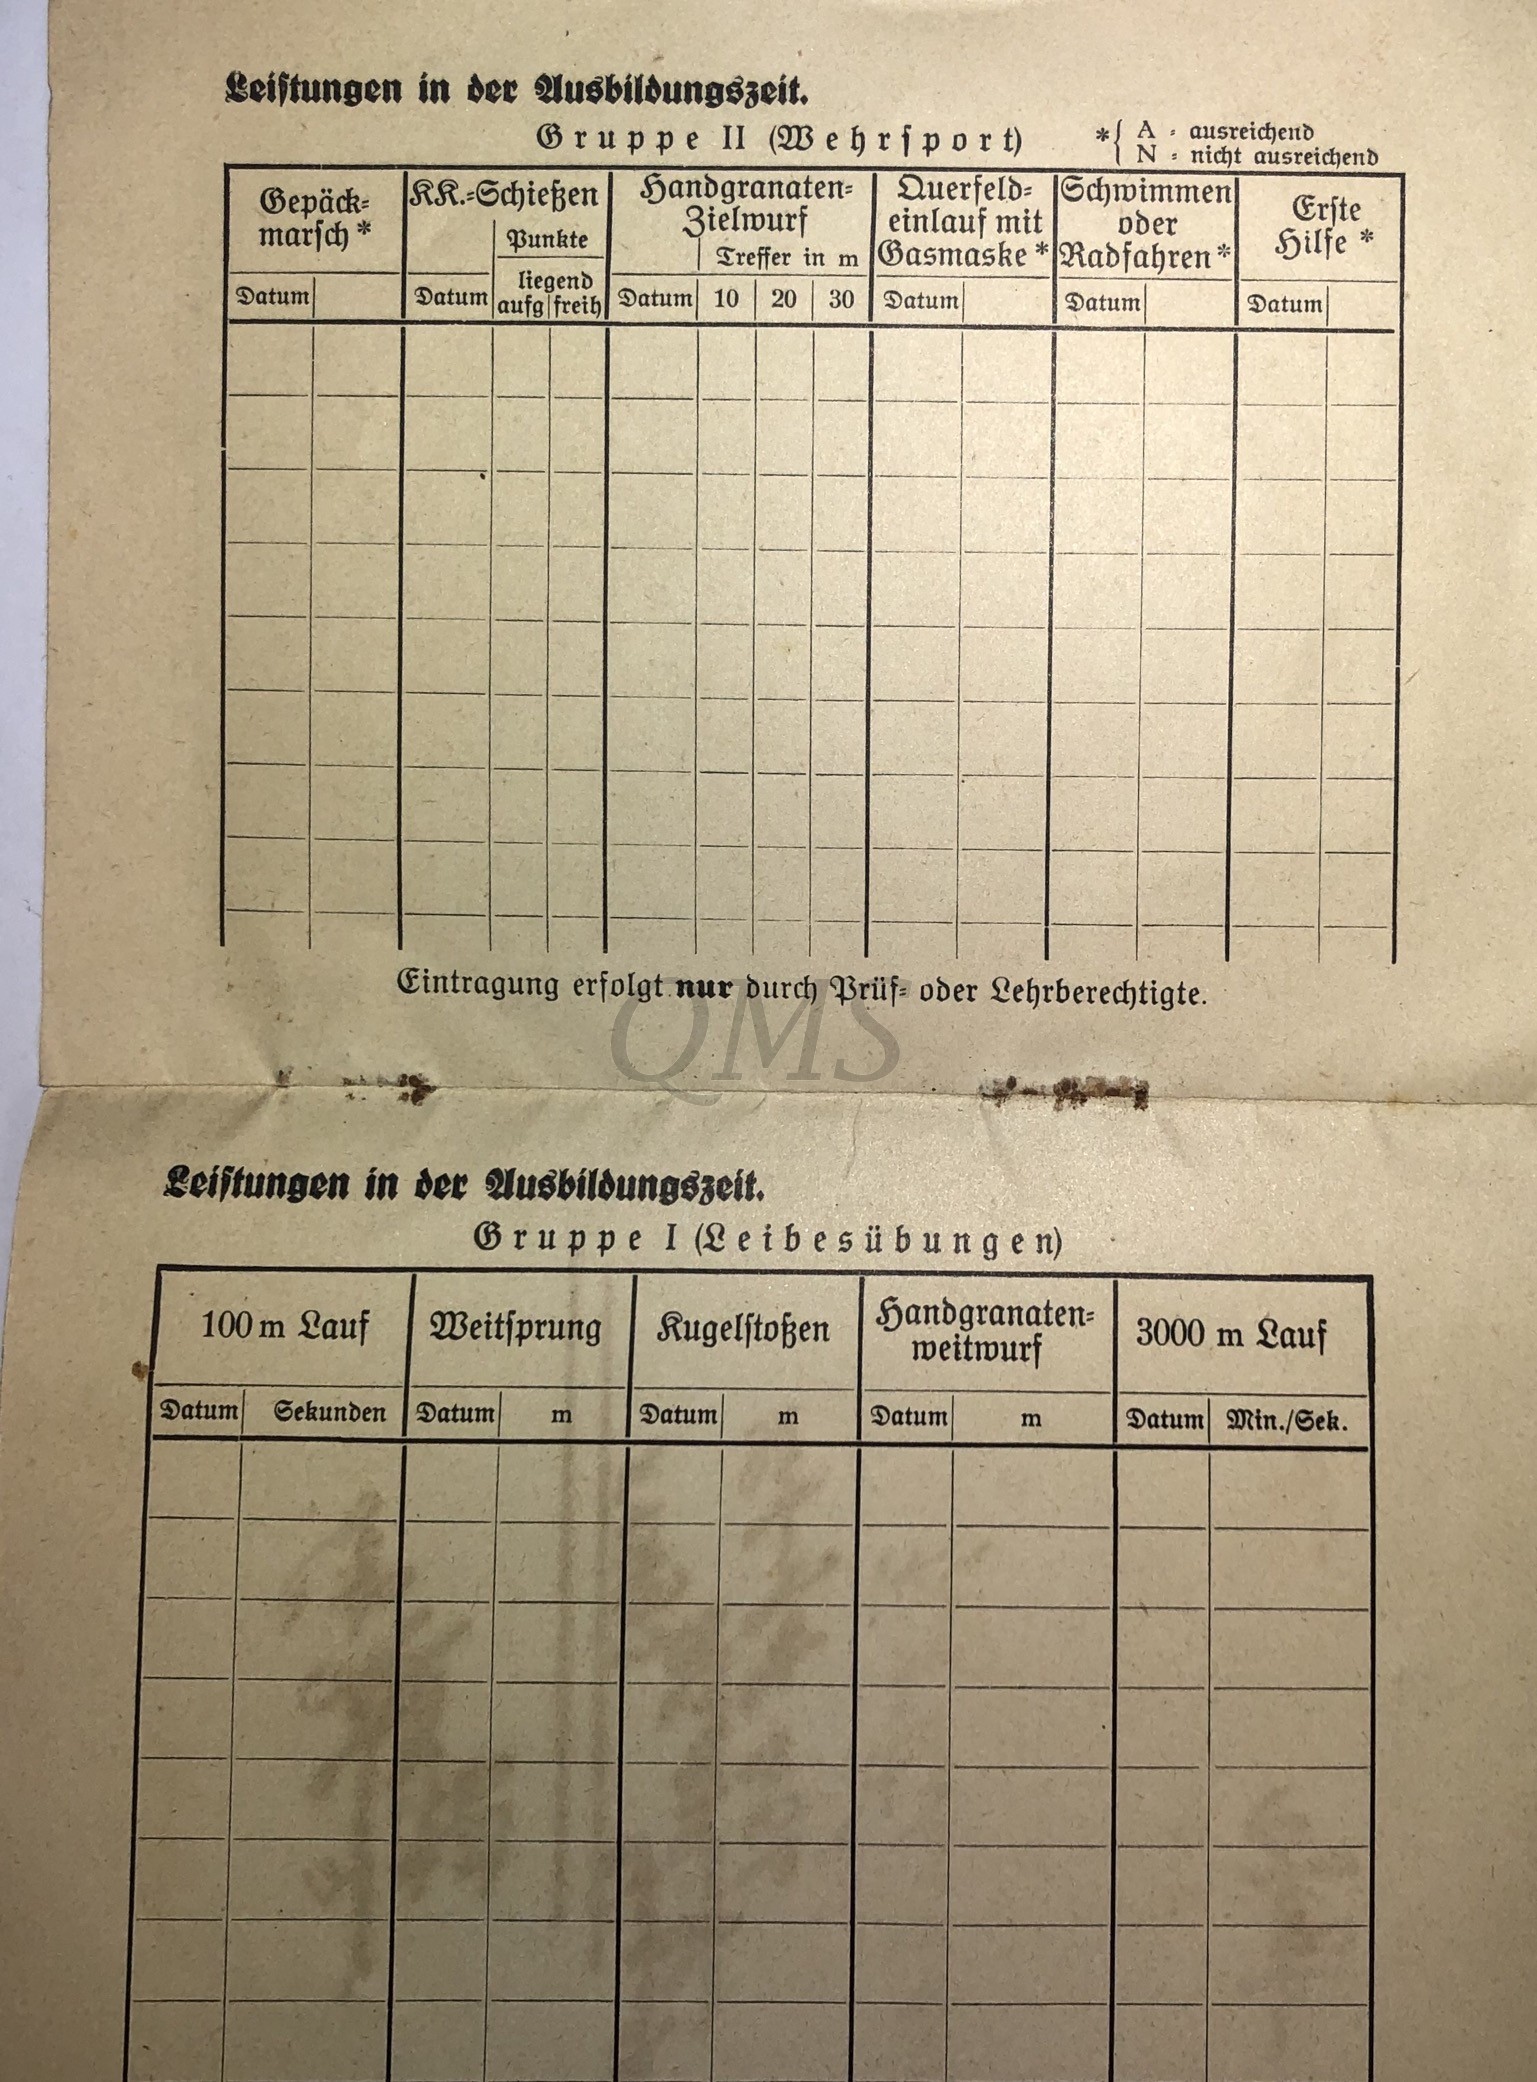 Leistungen in der Ausbildungszeit.
Gruppe II (Wehrsport)
* { A = ausreichend
N = nicht ausreichend
Gepäck=
marsch *
KK.=Schießen
Handgranaten=
Zielwurf
Querfeld=
einlauf mit
Gasmaske *
Schwimmen
oder
Radfahren *
Erste
Hilfe *
Punkte
Treffer in m
Datum
Datum
liegend
aufg freih
Datum 10 20 30
Datum
Datum
Datum
Eintragung erfolgt nur durch Prüf= oder Lehrberechtigte.
QMS
Leistungen in der Ausbildungszeit.
Gruppe I (Leibesübungen)
100 m Lauf
Weitsprung
Kugelstoßen
Handgranaten=
weitwurf
3000 m Lauf
Datum Sekunden Datum m Datum m Datum m Datum Min./Sek.